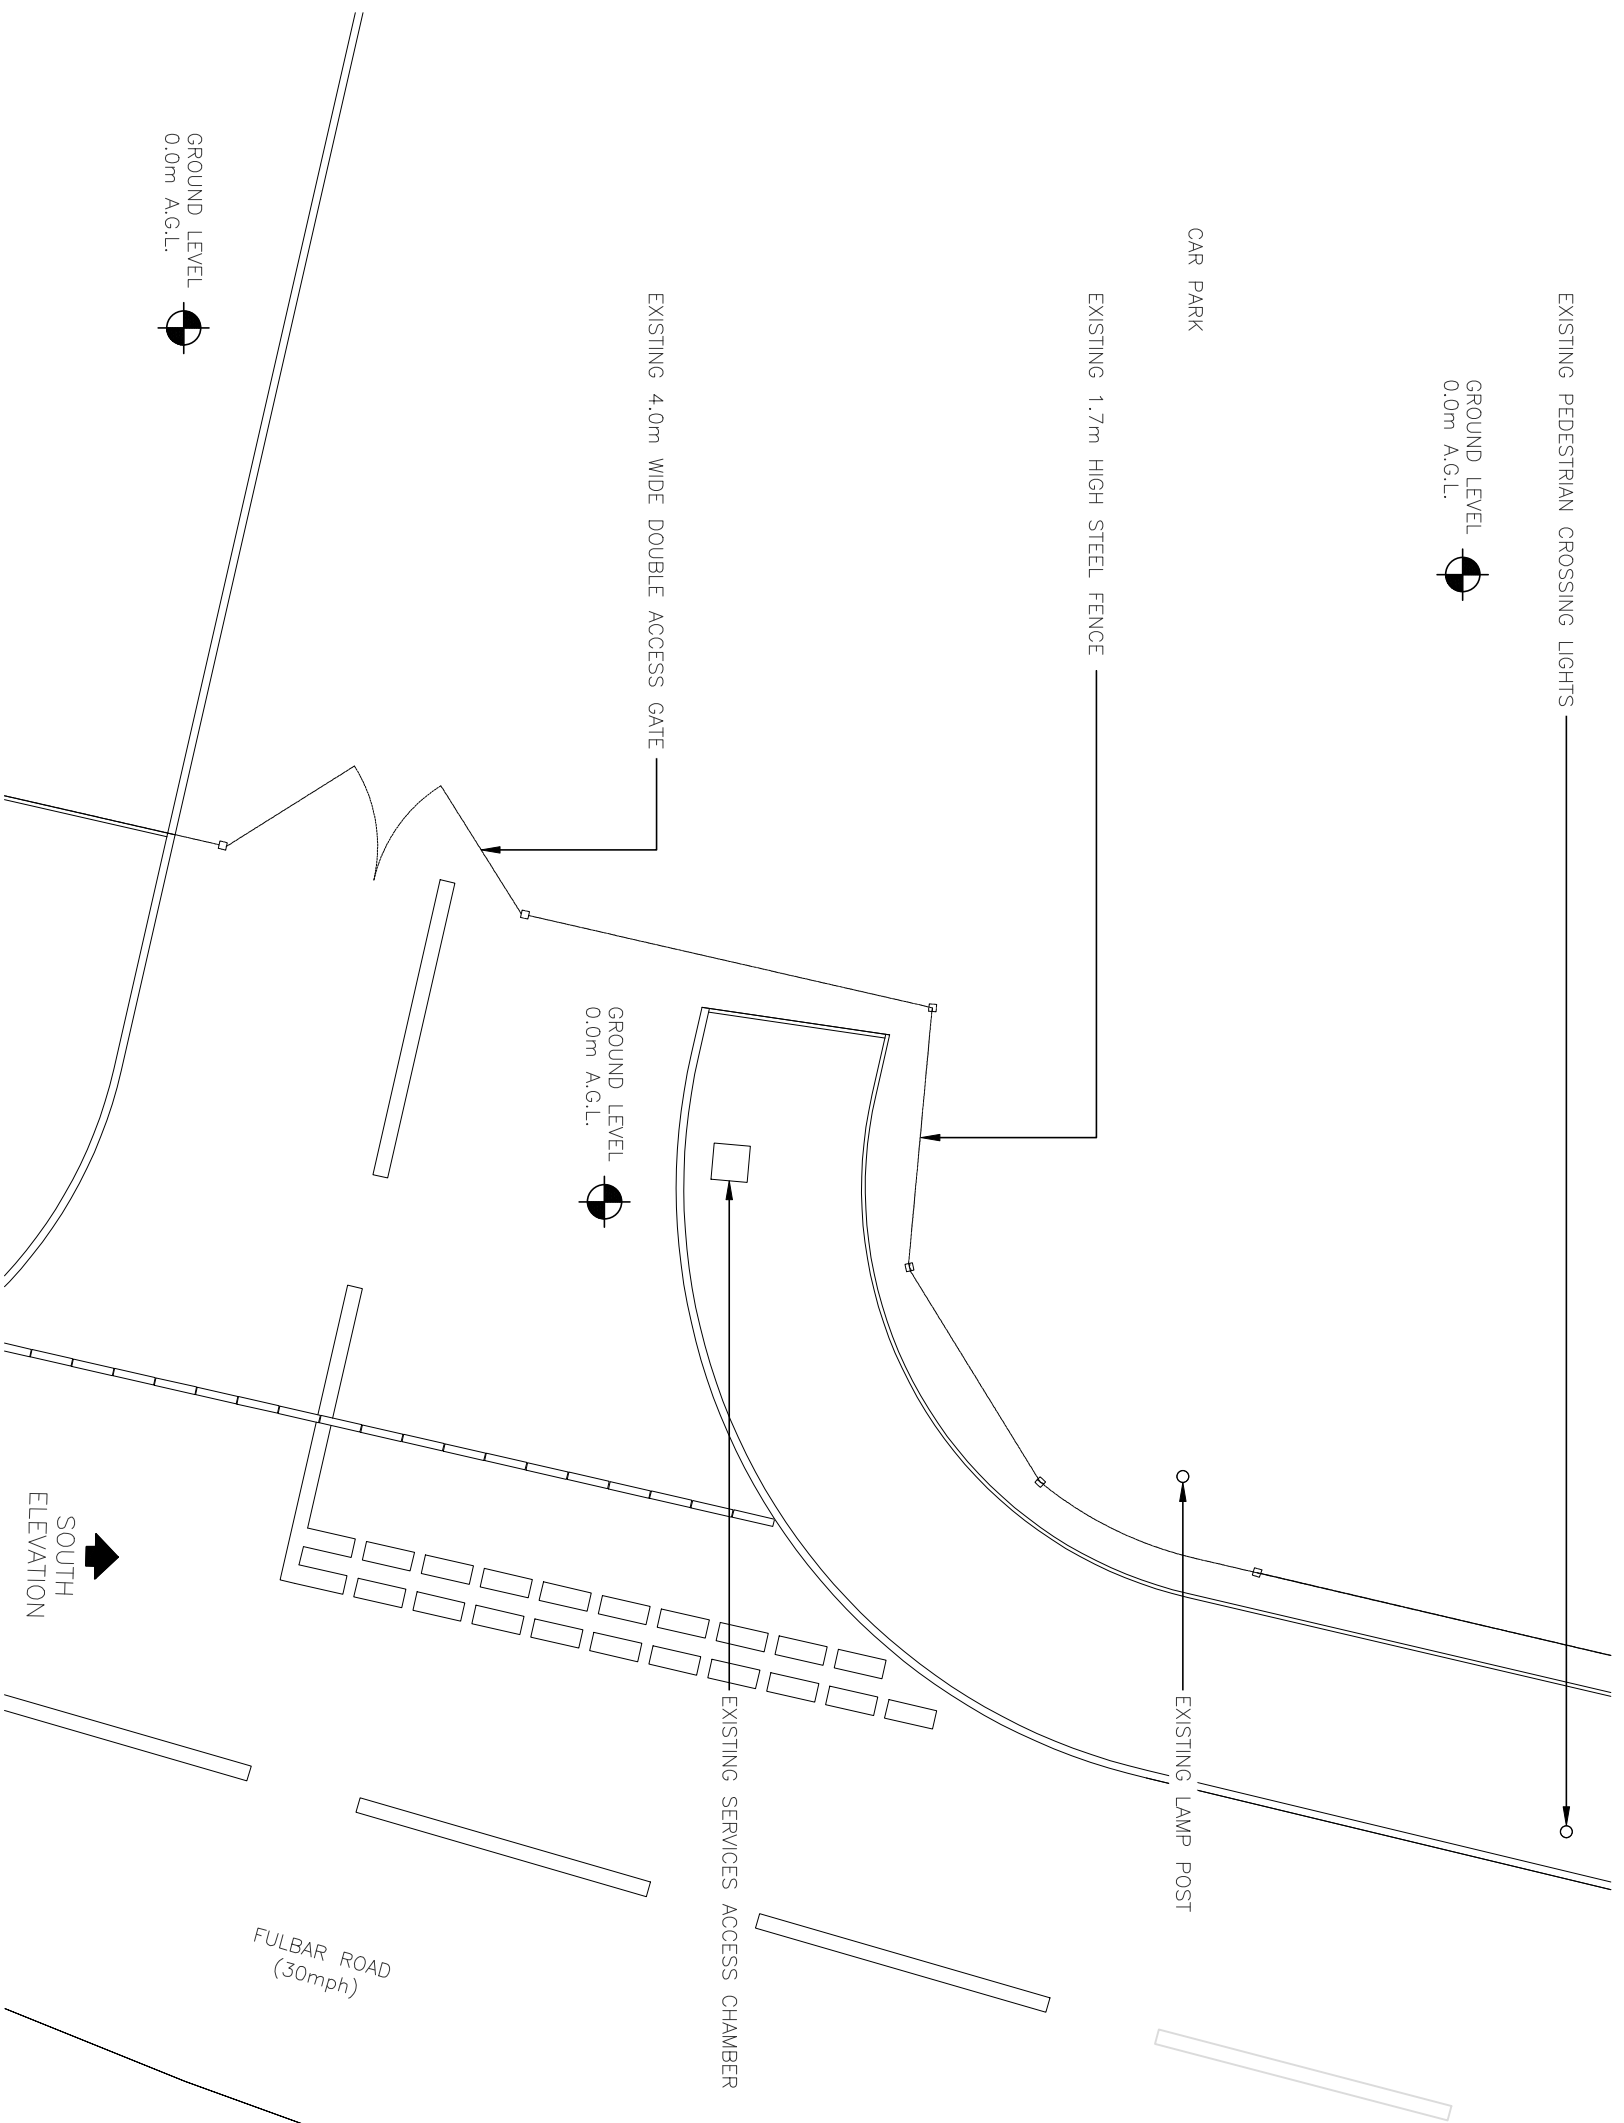 EXISTING PEDESTRIAN CROSSING LIGHTS
GROUND LEVEL
0.0m A.G.L.
CAR PARK
EXISTING 1.7m HIGH STEEL FENCE
EXISTING LAMP POST
EXISTING 4.0m WIDE DOUBLE ACCESS GATE
EXISTING SERVICES ACCESS CHAMBER
GROUND LEVEL
0.0m A.G.L.
GROUND LEVEL
0.0m A.G.L.
FULBAR ROAD
(30mph)
SOUTH
ELEVATION